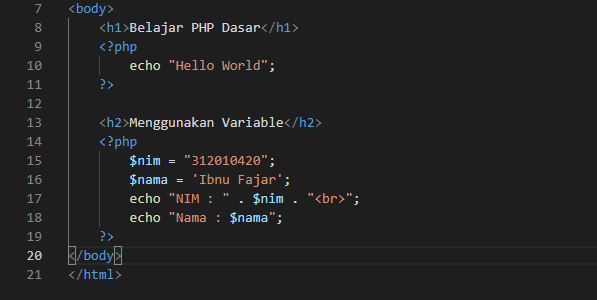 7 <body>
8 <h1>Belajar PHP Dasar</h1>
9 <?php
10 echo "Hello World";
11 ?>
12
13 <h2>Menggunakan Variable</h2>
14 <?php
15 $nim = "312010420";
16 $nama = 'Ibnu Fajar';
17 echo "NIM : " . $nim . "<br>";
18 echo "Nama : $nama";
19 ?>
20 </body>
21 </html>